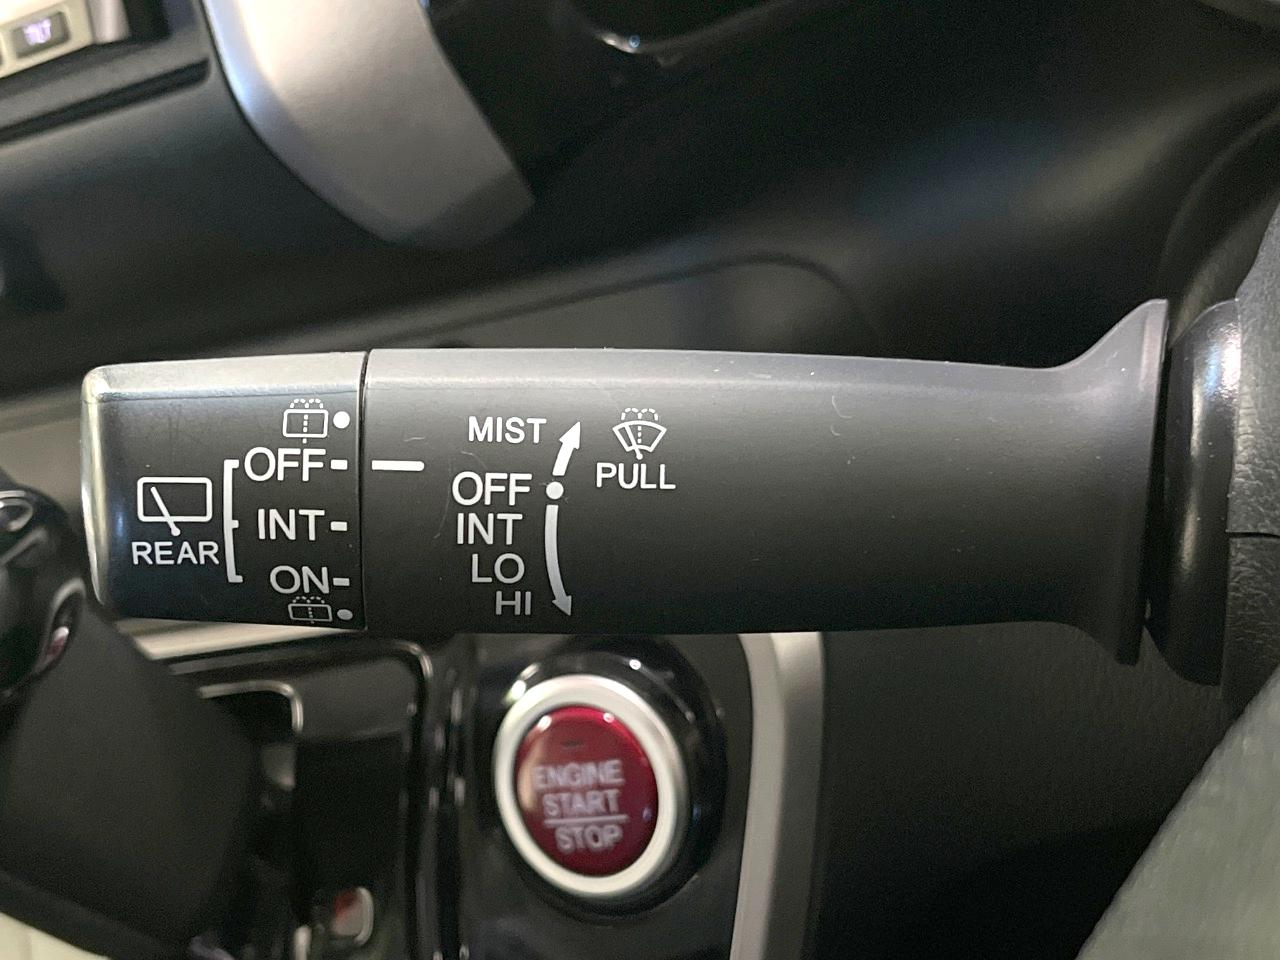 MIST
OFF
INT
LO
HI
PULL
OFF
INT
ON
REAR
ENGINE
START
STOP